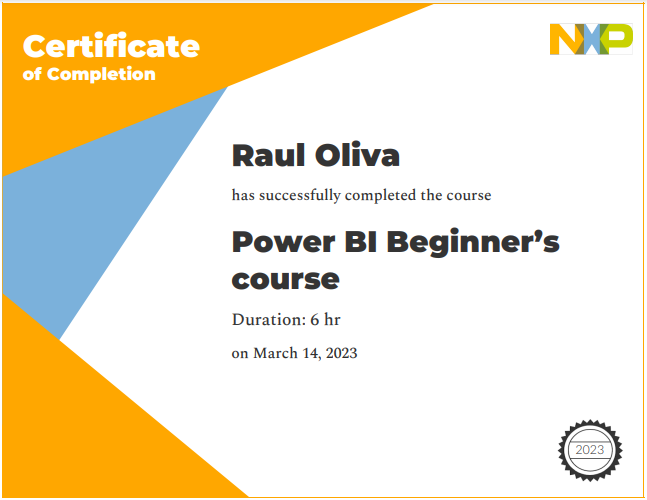 Certificate
of Completion
NXP
Raul Oliva
has successfully completed the course
Power BI Beginner’s
course
Duration: 6 hr
on March 14, 2023
2023